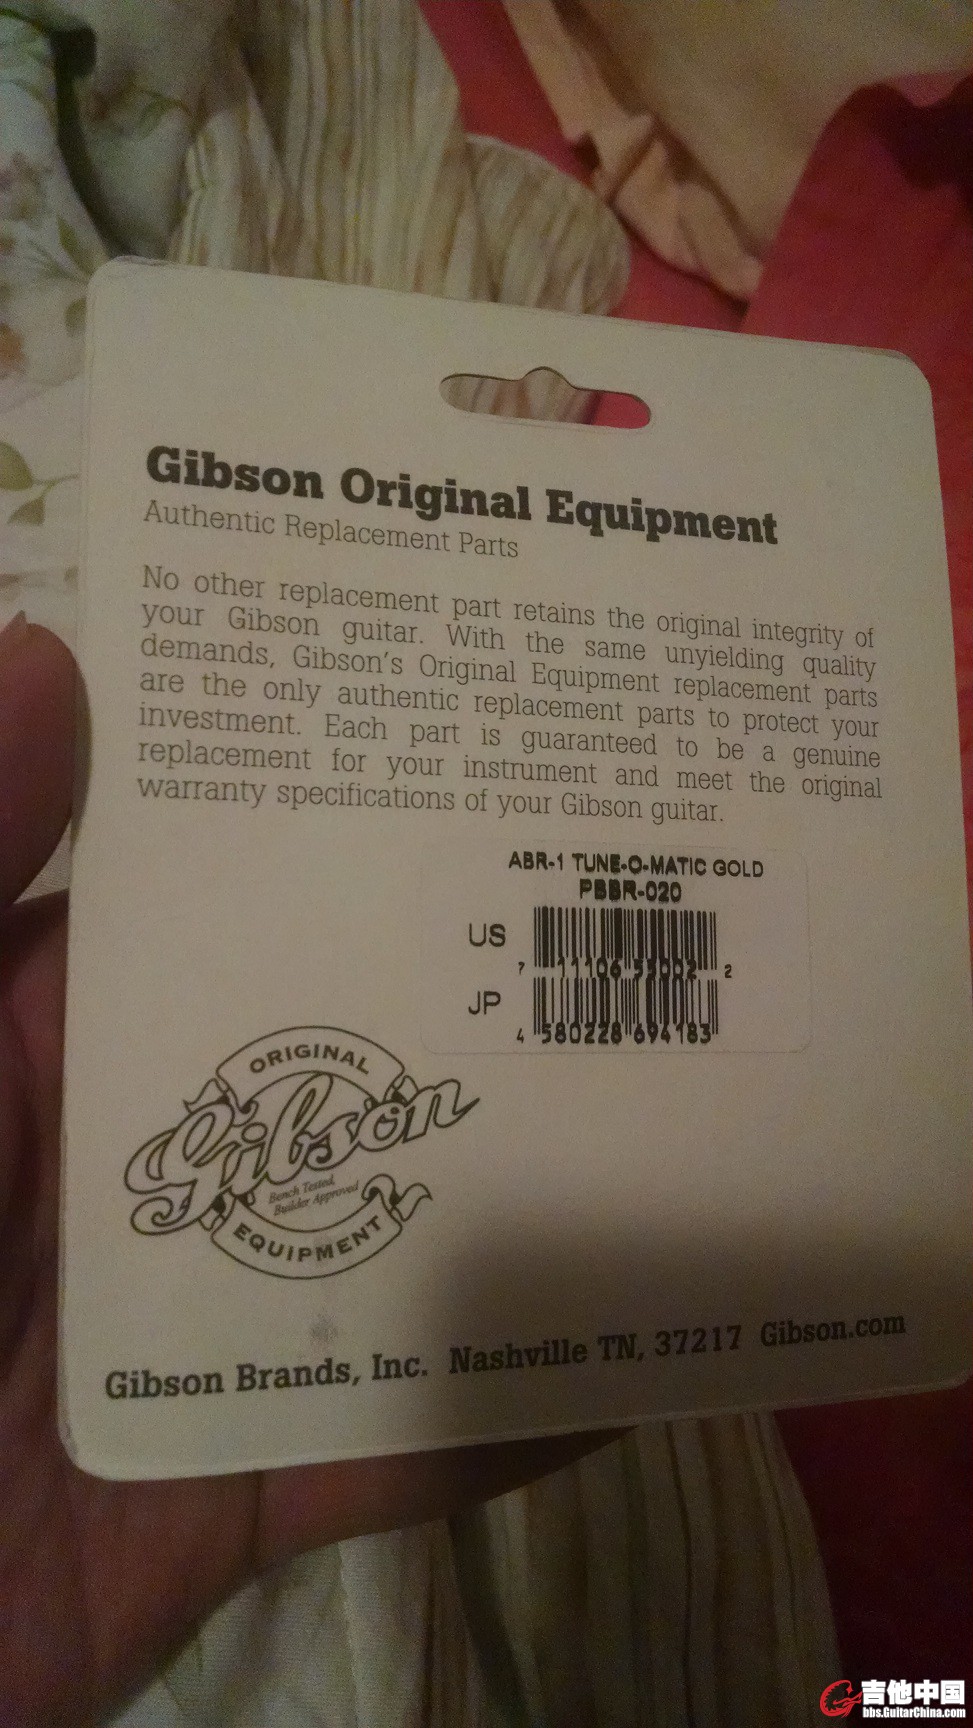 Gibson Original Equipment
Authentic Replacement Parts
No other replacement part retains the original integrity of
your Gibson guitar. With the same unyielding quality
demands, Gibson's Original Equipment replacement parts
are the only authentic replacement parts to protect your
investment. Each part is guaranteed to be a genuine
replacement for your instrument and meet the original
warranty specifications of your Gibson guitar.
ABR-1 TUNE-O-MATIC GOLD
PBBR-020
US
7 11106 53002 2
JP
4 580228 694183
ORIGINAL
Gibson
Bench Tested,
Builder Approved
EQUIPMENT
Gibson Brands, Inc. Nashville TN, 37217 Gibson.com
吉他中国
bbs.GuitarChina.com